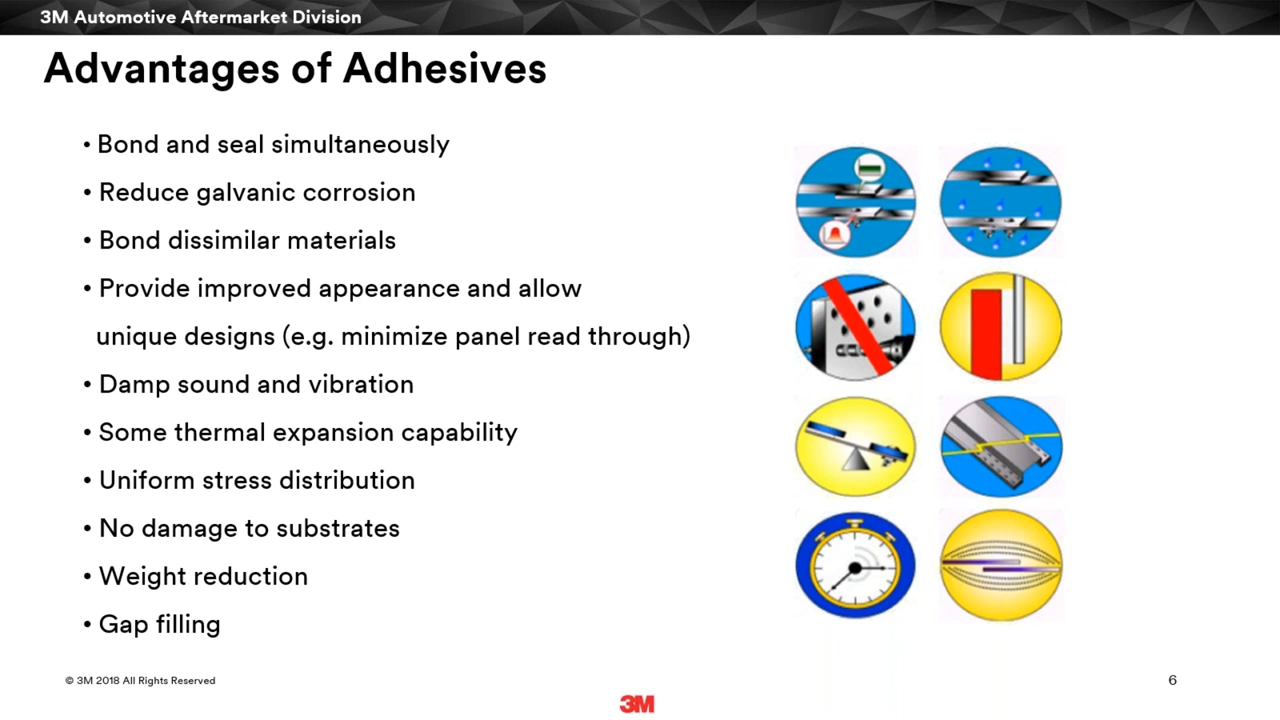 3M Automotive Aftermarket Division
Advantages of Adhesives
• Bond and seal simultaneously
• Reduce galvanic corrosion
• Bond dissimilar materials
• Provide improved appearance and allow
unique designs (e.g. minimize panel read through)
• Damp sound and vibration
• Some thermal expansion capability
• Uniform stress distribution
• No damage to substrates
• Weight reduction
• Gap filling
© 3M 2018 All Rights Reserved
6
3M